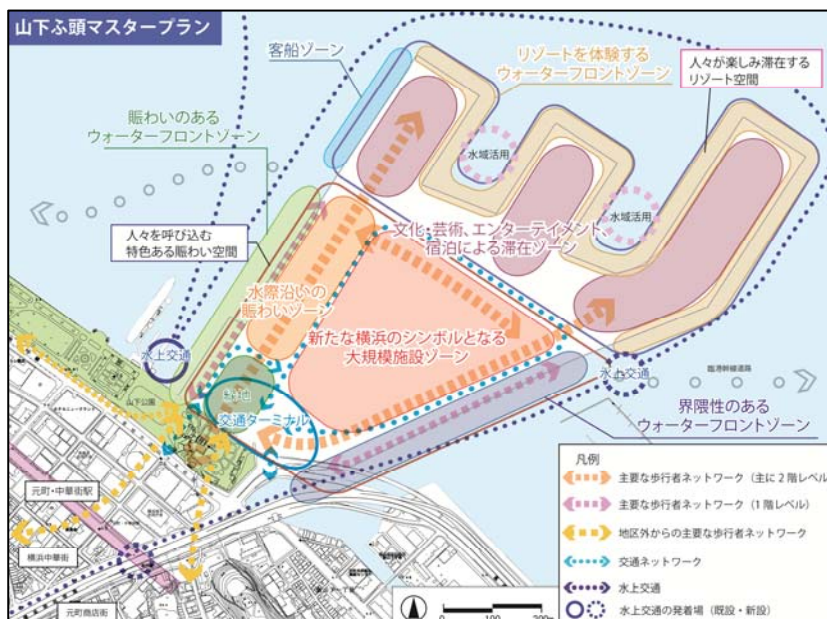 山下ふ頭マスタープラン
客船ゾーン
リゾートを体験する
ウォーターフロントゾーン
人々が楽しみ滞在する
リゾート空間
賑わいのある
ウォーターフロントゾーン
水域活用
水域活用
文化・芸術、エンターテイメント、
宿泊による滞在ゾーン
人々を呼び込む
特色ある賑わい空間
水際沿いの
賑わいゾーン
新たな横浜のシンボルとなる
大規模施設ゾーン
水上交通
水上交通
臨港幹線道路
緑地
交通ターミナル
山下公園
界隈性のある
ウォーターフロントゾーン
元町・中華街駅
横浜中華街
元町商店街
凡例
主要な歩行者ネットワーク（主に2階レベル
主要な歩行者ネットワーク（1階レベル）
地区外からの主要な歩行者ネットワーク
交通ネットワーク
水上交通
水上交通の発着場（既設・新設）
0 100 200m